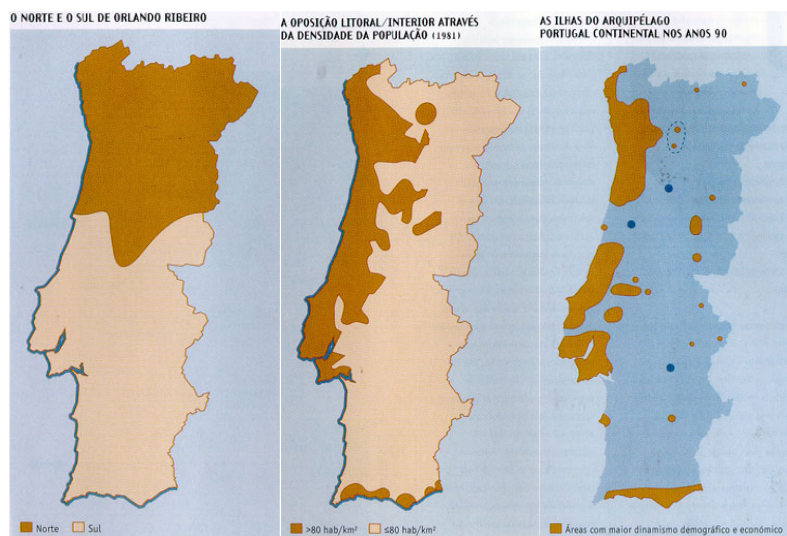 O NORTE E O SUL DE ORLANDO RIBEIRO
Norte
Sul
A OPOSIÇÃO LITORAL/INTERIOR ATRAVÉS
DA DENSIDADE DA POPULAÇÃO (1981)
>80 hab/km²
≤80 hab/km²
AS ILHAS DO ARQUIPÉLAGO
PORTUGAL CONTINENTAL NOS ANOS 90
Áreas com maior dinamismo demográfico e económico